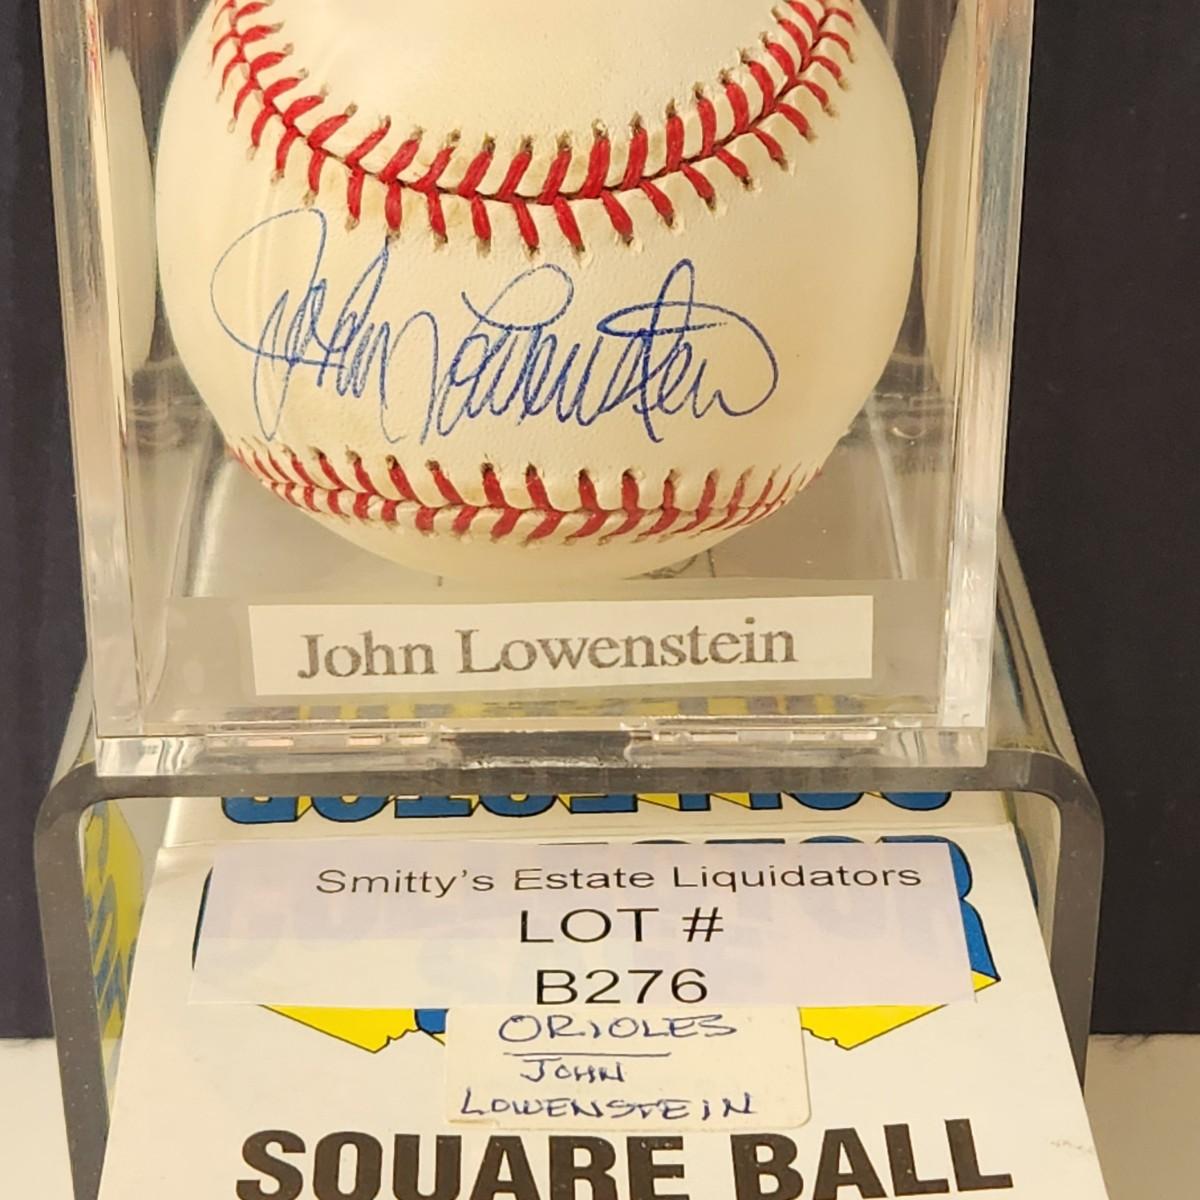 John Lowenstein
John Lowenstein
Smitty's Estate Liquidators
LOT #
B276
ORIOLES
JOHN
LOWENSTEIN
SQUARE BALL